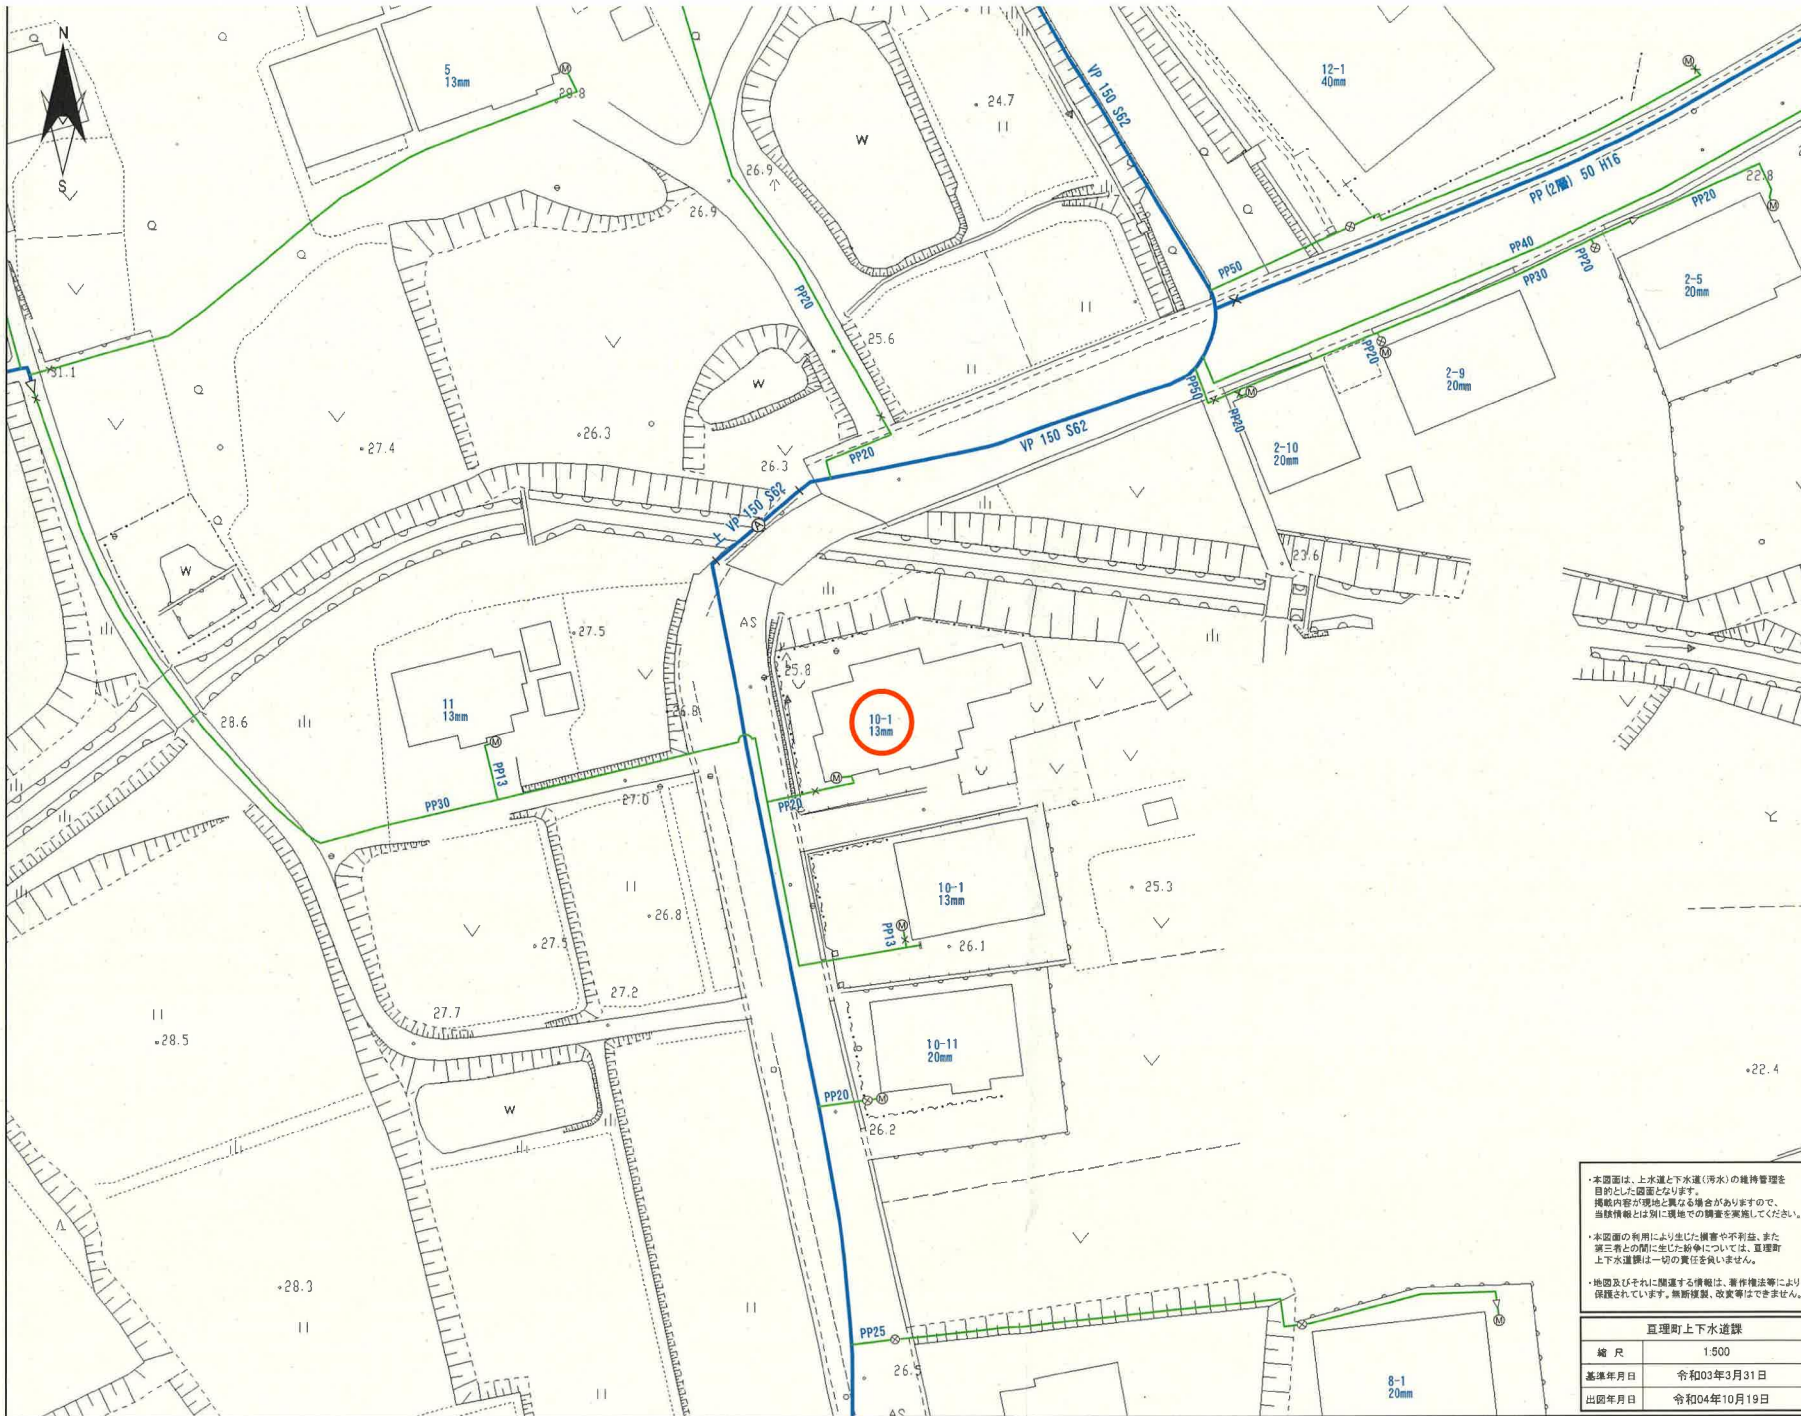 N
S
5
13mm
29.8
W
24.7
VP 150 S62
12-1
40mm
26.9
26.9
PP(2層) 50 H16
PP20
22.8
PP50
PP40
PP20
PP30
2-5
20mm
PP20
25.6
31.1
W
PP20
2-9
20mm
PP50
PP20
27.4
26.3
26.3
PP20
VP 150 S62
2-10
20mm
VP 150 S62
A
W
23.6
27.5
AS
25.8
11
13mm
26.8
10-1
13mm
28.6
PP13
PP30
27.0
PP20
10-1
13mm
25.3
26.8
PP13
27.5
26.1
27.2
27.7
28.5
10-11
20mm
22.4
W
PP20
26.2
28.3
PP25
26.5
8-1
20mm
AS
・本図面は、上水道と下水道(汚水)の維持管理を
目的とした図面となります。
掲載内容が現地と異なる場合がありますので、
当該情報とは別に現地での調査を実施してください。
・本図面の利用により生じた損害や不利益、また
第三者との間に生じた紛争については、亘理町
上下水道課は一切の責任を負いません。
・地図及びそれに関連する情報は、著作権法等により
保護されています。無断複製、改変等はできません。
亘理町上下水道課
縮 尺 1:500
基準年月日 令和03年3月31日
出図年月日 令和04年10月19日